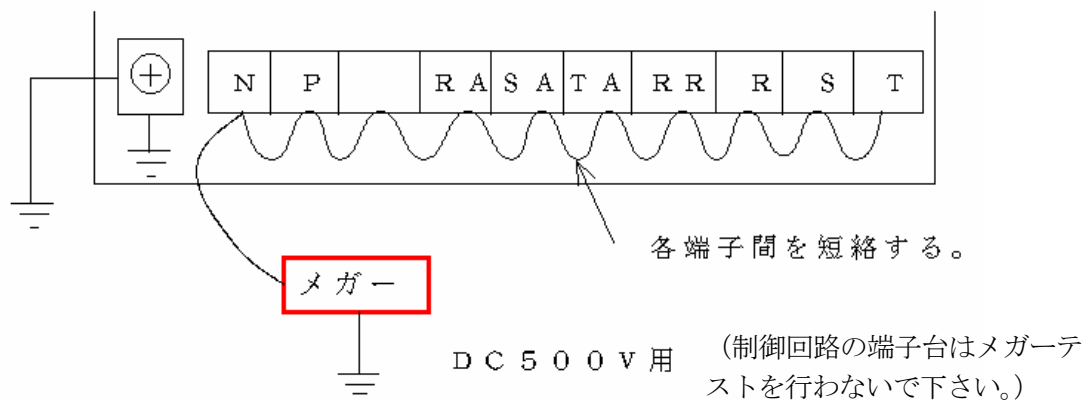 N P RA SA TA RR R S T
各端子間を短絡する。
メガー
DC500V用
（制御回路の端子台はメガーテ
ストを行わないで下さい。）